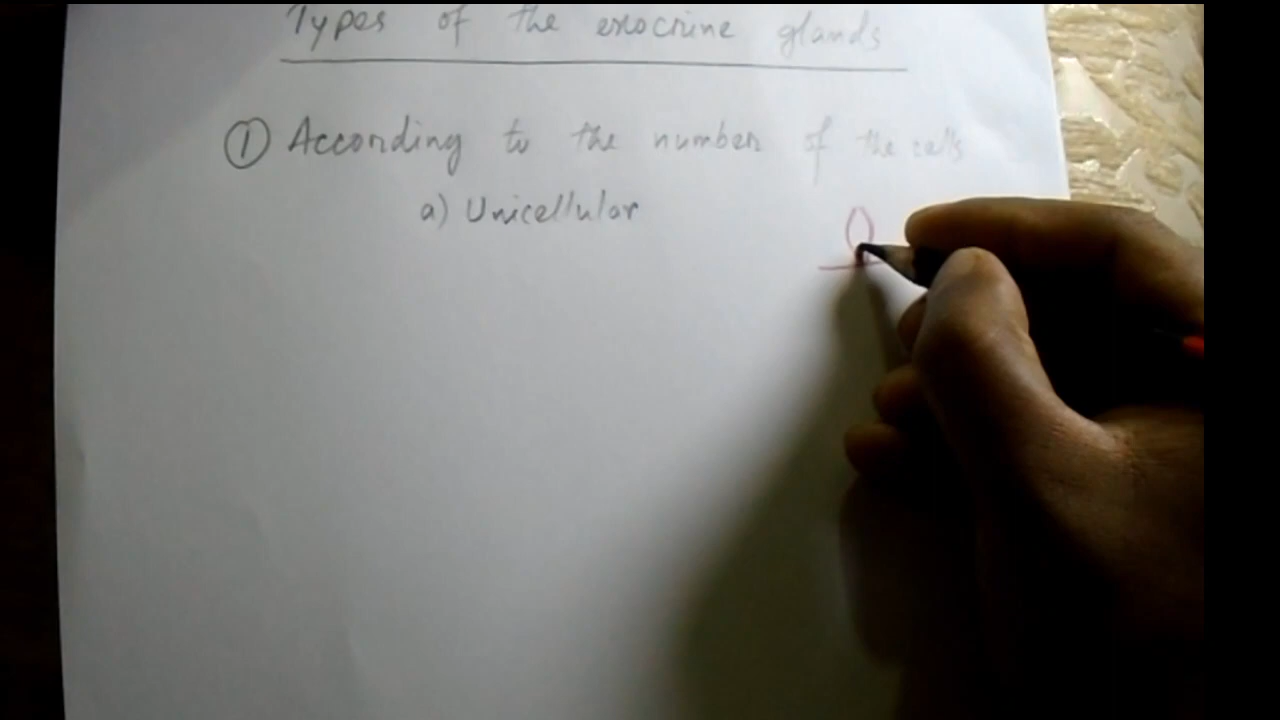 Types of the exocrine glands
① According to the number of the cells
a) Unicellular